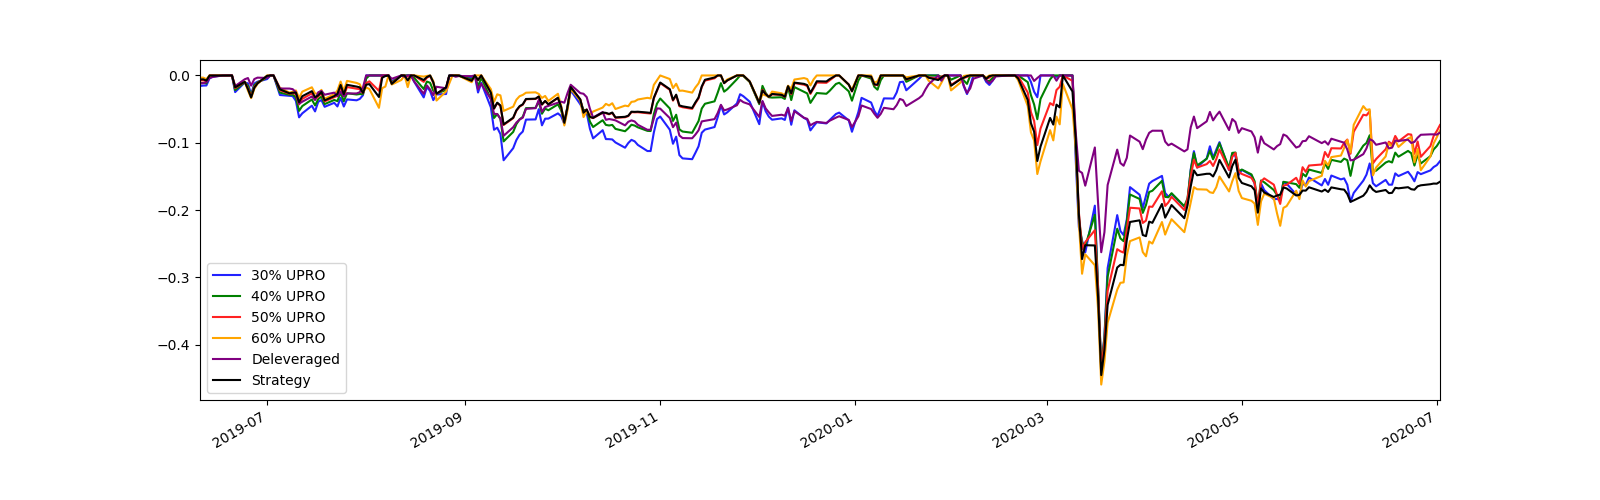 0.0
−0.1
−0.2
−0.3
−0.4
30% UPRO
40% UPRO
50% UPRO
60% UPRO
Deleveraged
Strategy
2019-07
2019-09
2019-11
2020-01
2020-03
2020-05
2020-07